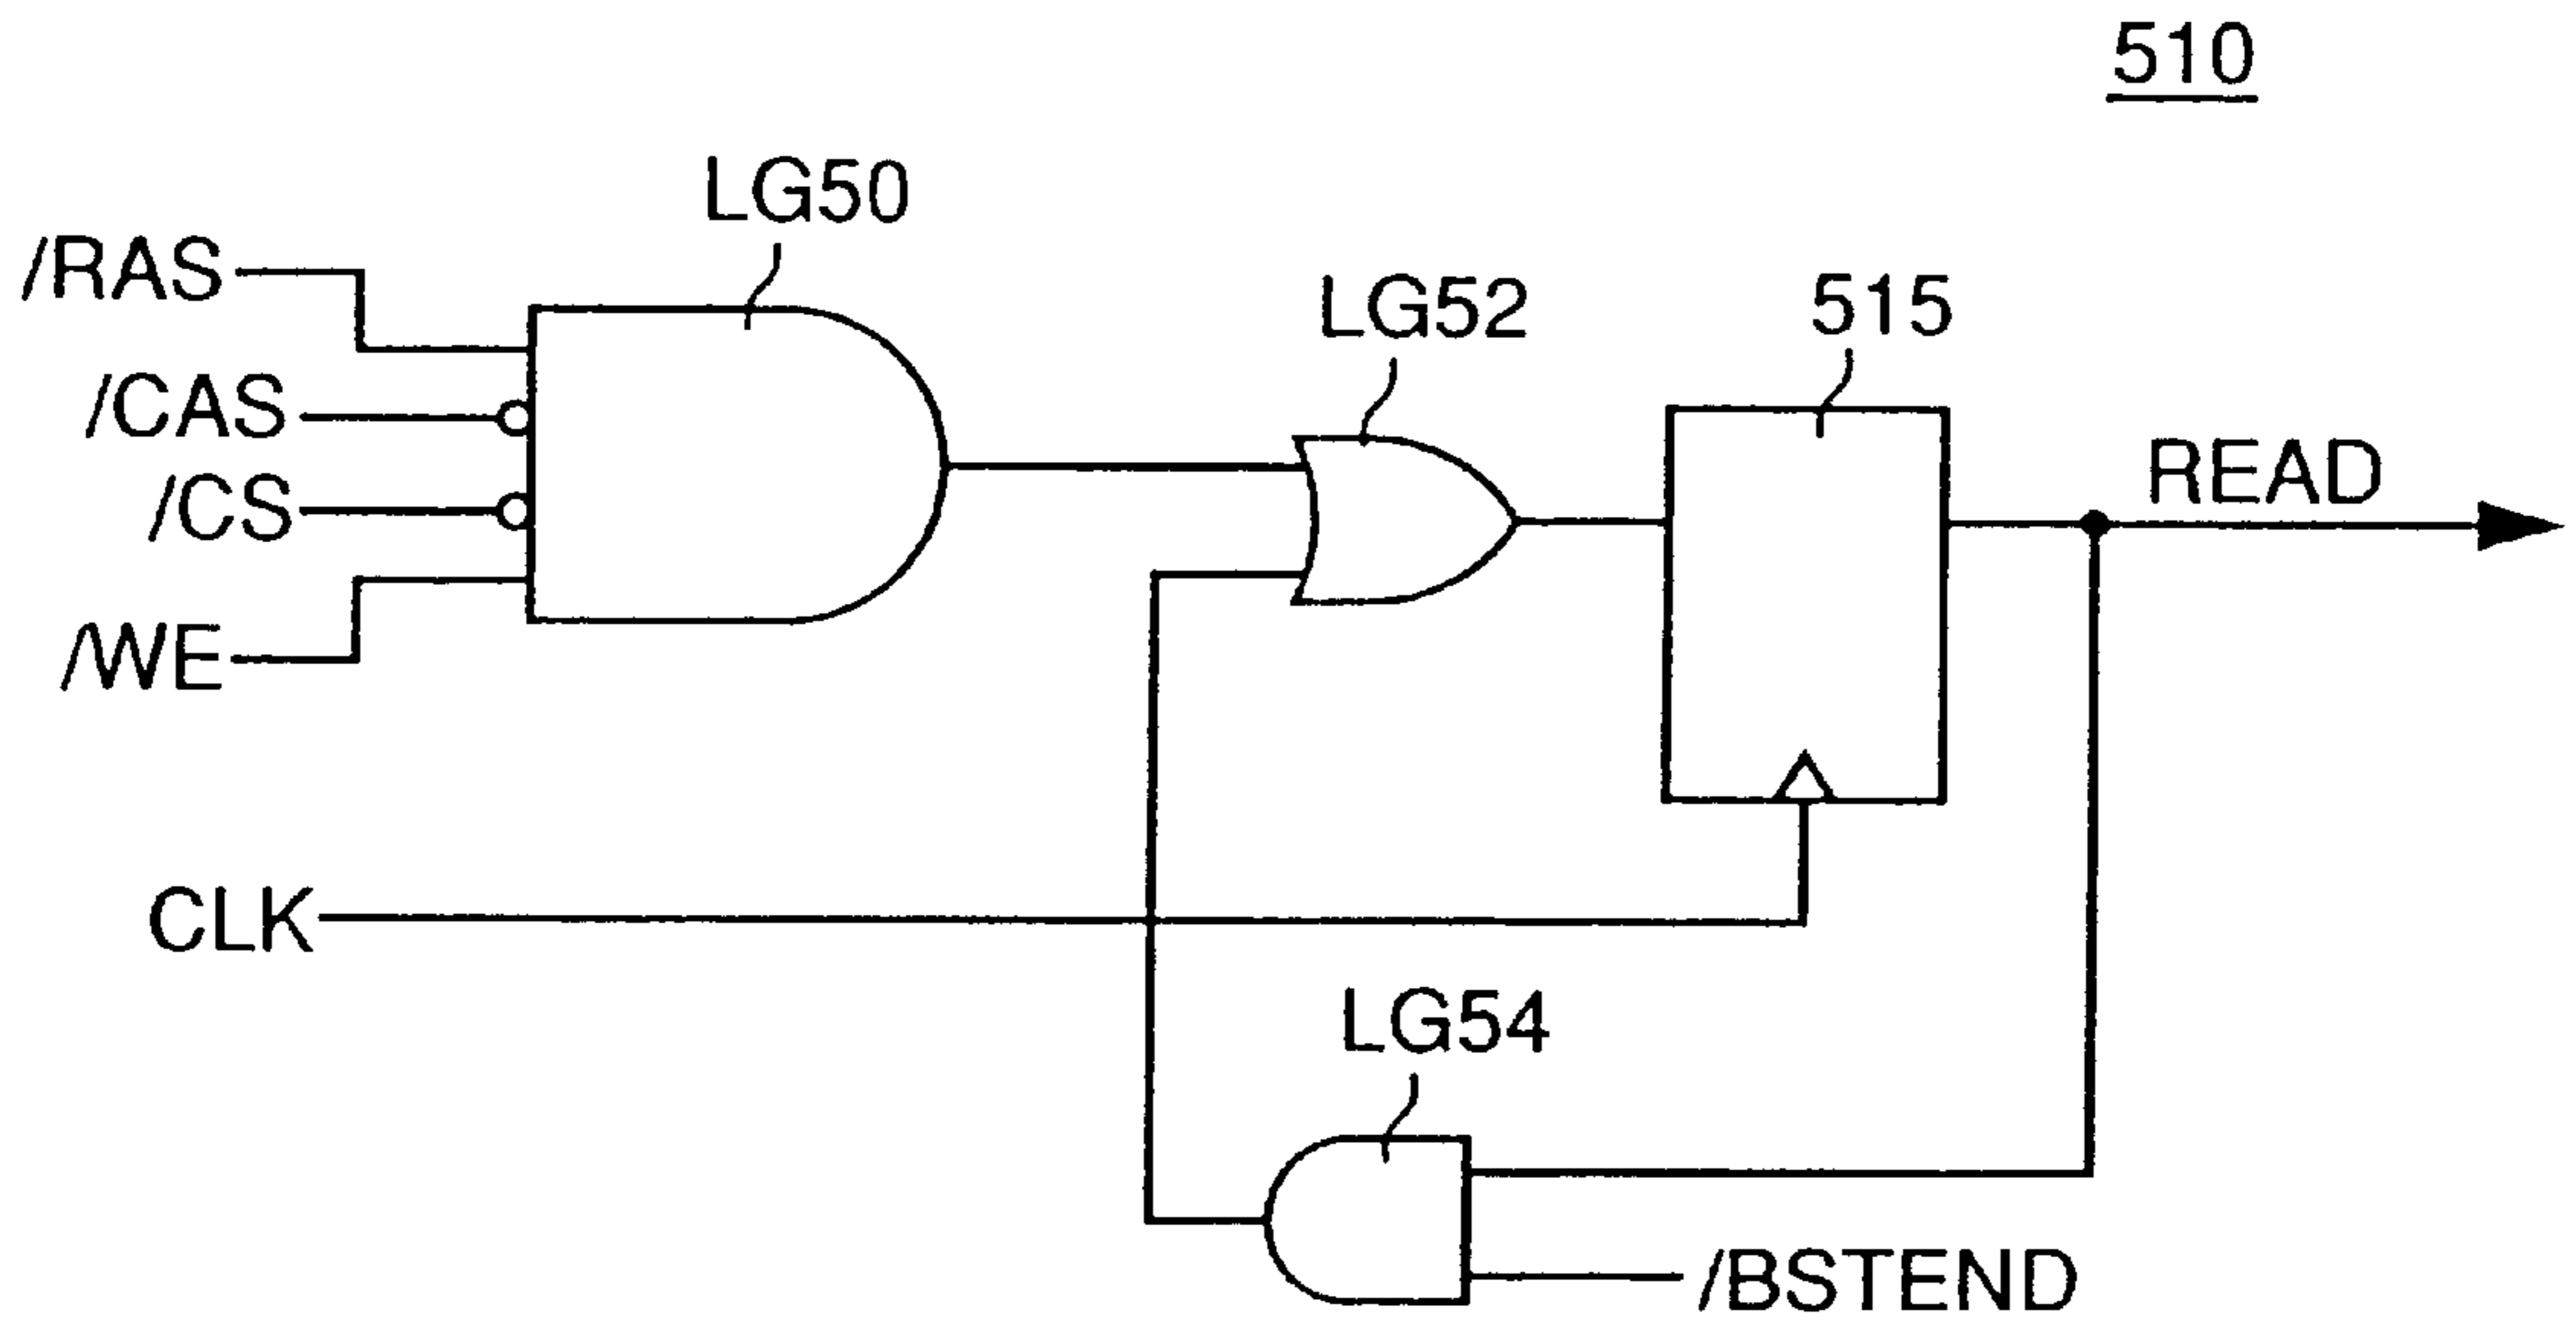 510
LG50
/RAS
LG52
515
/CAS
READ
/CS
/WE
CLK
LG54
/BSTEND